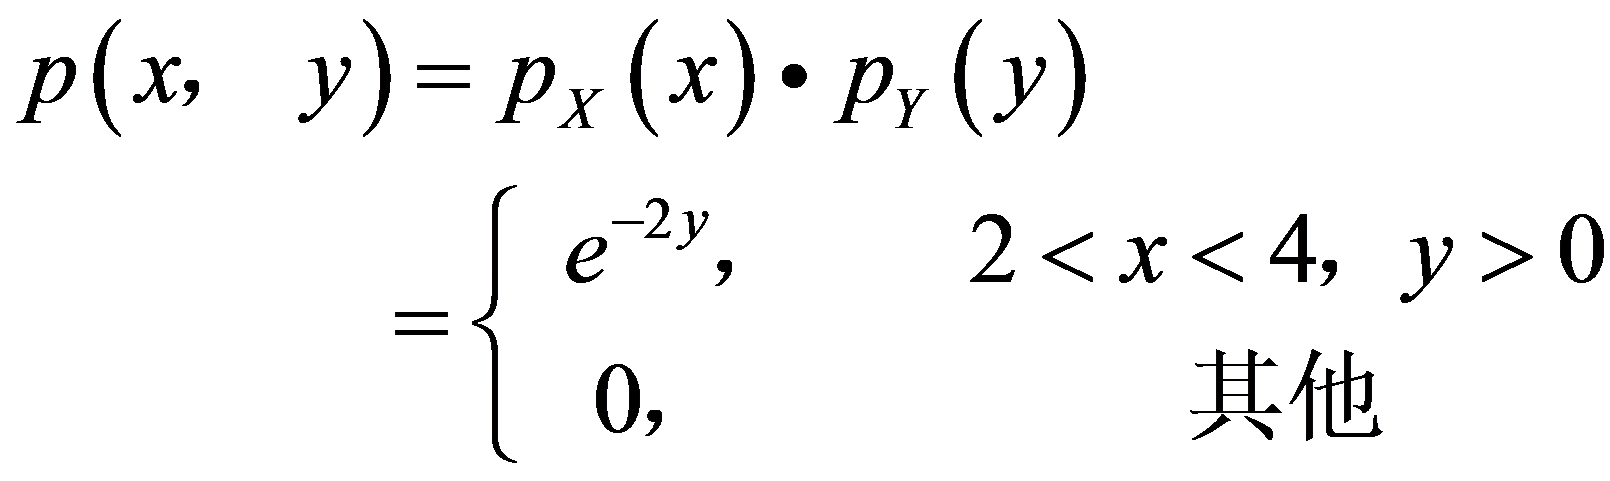 p(x, y) = p_X(x) • p_Y(y)
= { e^{-2y}, 2 < x < 4, y > 0
0, 其他